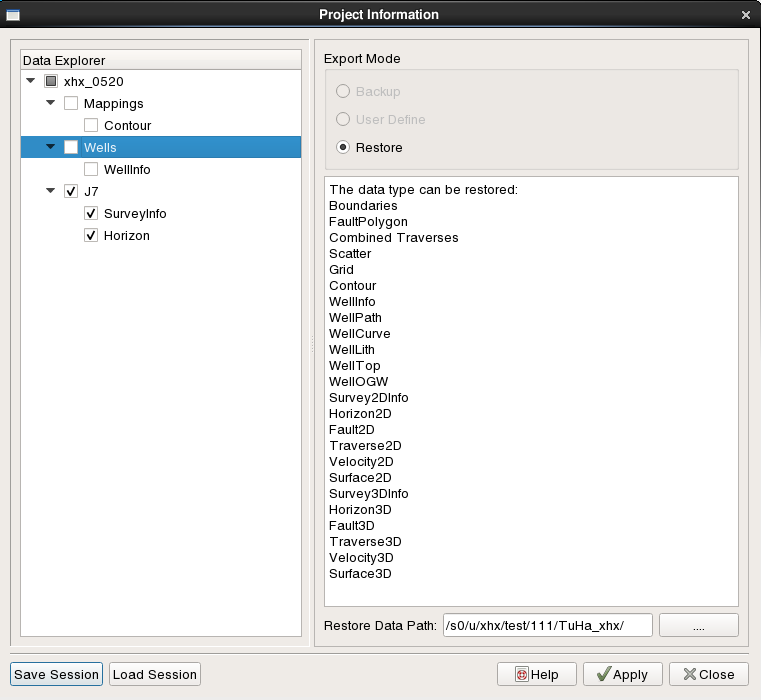 Project Information
Data Explorer
xhx_0520
Mappings
Contour
Wells
WellInfo
J7
SurveyInfo
Horizon
Export Mode
Backup
User Define
Restore
The data type can be restored:
Boundaries
FaultPolygon
Combined Traverses
Scatter
Grid
Contour
WellInfo
WellPath
WellCurve
WellLith
WellTop
WellOGW
Survey2DInfo
Horizon2D
Fault2D
Traverse2D
Velocity2D
Surface2D
Survey3DInfo
Horizon3D
Fault3D
Traverse3D
Velocity3D
Surface3D
Restore Data Path: /s0/u/xhx/test/111/TuHa_xhx/ ....
Save Session Load Session Help Apply Close